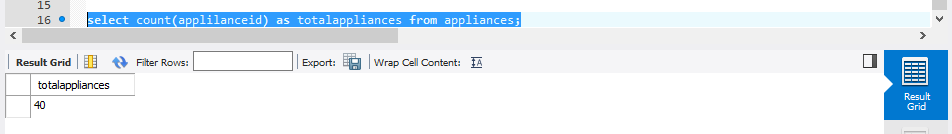 15
16 select count(applilanceid) as totalappliances from appliances;
Result Grid Filter Rows: Export: Wrap Cell Content:
totalappliances
40
Result
Grid